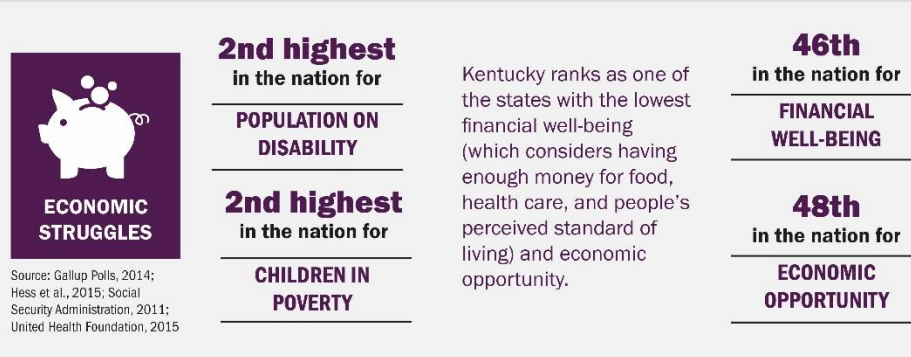 ECONOMIC
STRUGGLES
Source: Gallup Polls, 2014;
Hess et al., 2015; Social
Security Administration, 2011;
United Health Foundation, 2015
2nd highest
in the nation for
POPULATION ON
DISABILITY
2nd highest
in the nation for
CHILDREN IN
POVERTY
Kentucky ranks as one of
the states with the lowest
financial well-being
(which considers having
enough money for food,
health care, and people's
perceived standard of
living) and economic
opportunity.
46th
in the nation for
FINANCIAL
WELL-BEING
48th
in the nation for
ECONOMIC
OPPORTUNITY